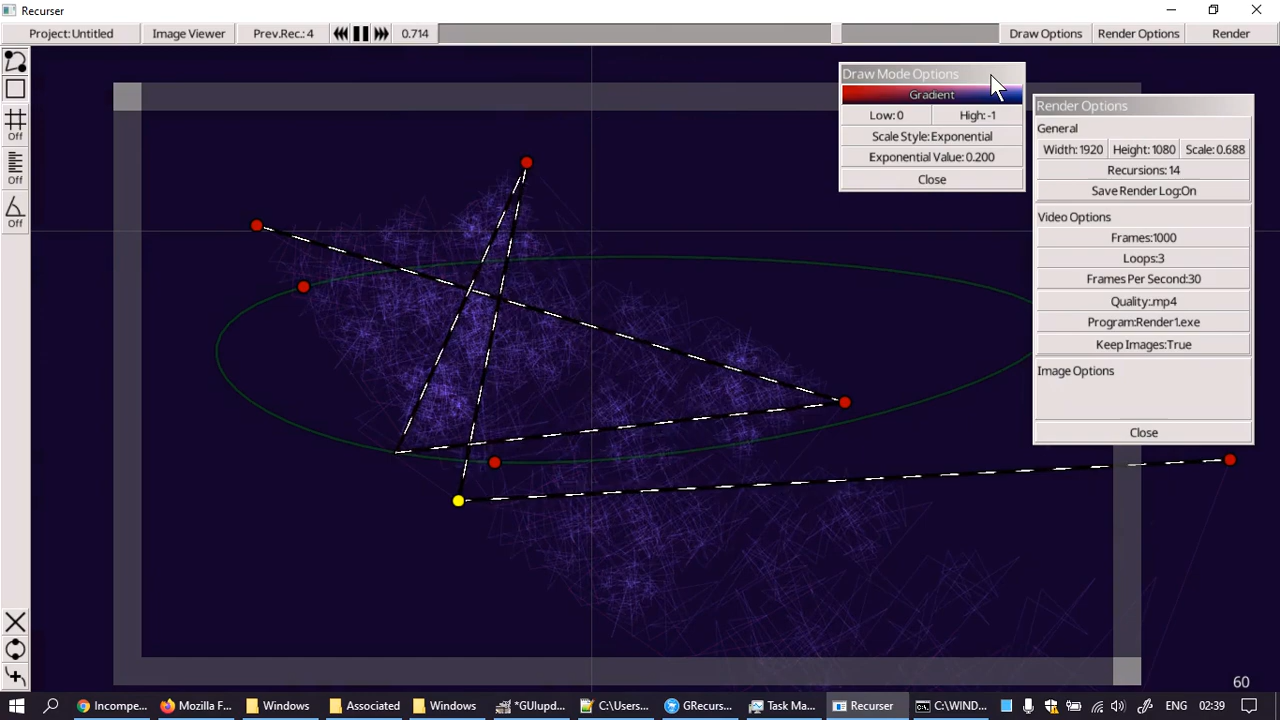 Recurser
Project:Untitled
Image Viewer
Prev.Rec.: 4
0.714
Draw Options
Render Options
Render
Off
Off
Off
Draw Mode Options
Gradient
Low: 0
High: -1
Scale Style: Exponential
Exponential Value: 0.200
Close
Render Options
General
Width: 1920
Height: 1080
Scale: 0.688
Recursions: 14
Save Render Log:On
Video Options
Frames:1000
Loops:3
Frames Per Second:30
Quality:.mp4
Program:Render1.exe
Keep Images:True
Image Options
Close
60
Incompe...
Mozilla F...
Windows
Associated
Windows
*GUIupd...
C:\Users...
GRecurs...
Task Ma...
Recurser
C:\WIND...
ENG
02:39